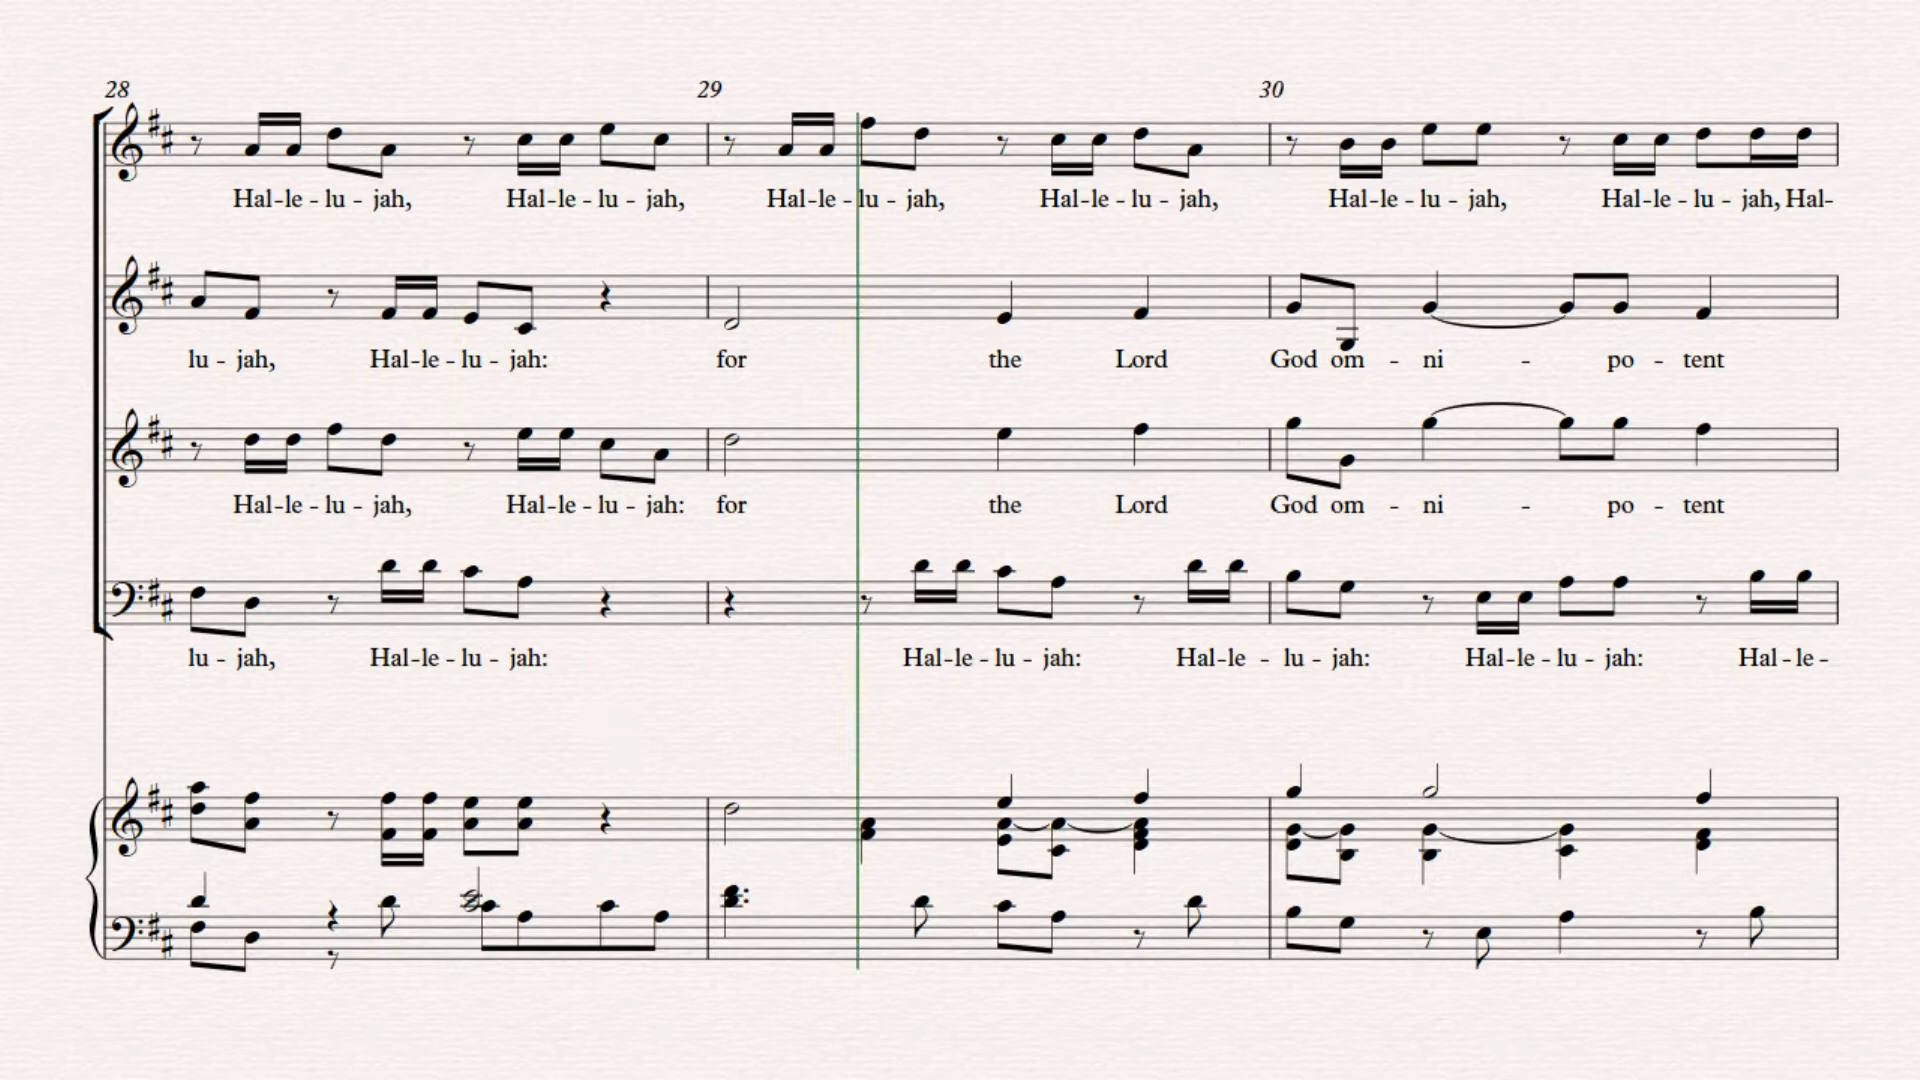 28 29 30
Hal-le-lu-jah, Hal-le-lu-jah, Hal-le-lu-jah, Hal-le-lu-jah, Hal-le-lu-jah, Hal-le-lu-jah, Hal-
lu-jah, Hal-le-lu-jah: for the Lord God om-ni-po-tent
Hal-le-lu-jah, Hal-le-lu-jah: for the Lord God om-ni-po-tent
lu-jah, Hal-le-lu-jah: Hal-le-lu-jah: Hal-le-lu-jah: Hal-le-lu-jah: Hal-le-